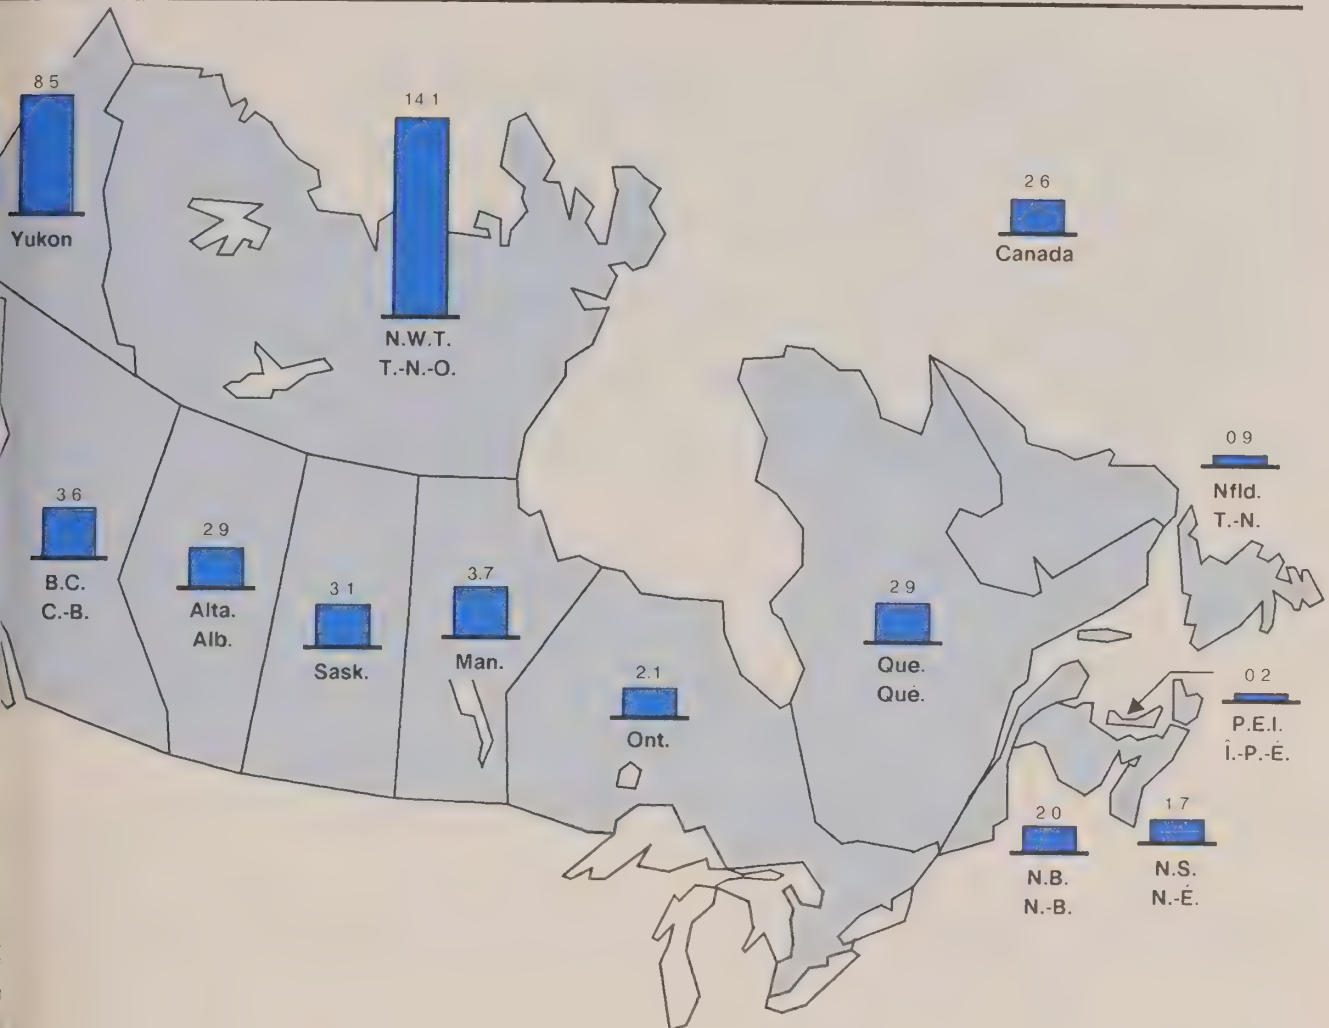 8 5
Yukon
14 1
N.W.T.
T.-N.-O.
2 6
Canada
0 9
Nfld.
T.-N.
3 6
B.C.
C.-B.
2 9
Alta.
Alb.
3 1
Sask.
3.7
Man.
2.1
Ont.
2 9
Que.
Qué.
0 2
P.E.I.
Î.-P.-É.
2 0
N.B.
N.-B.
1 7
N.S.
N.-É.